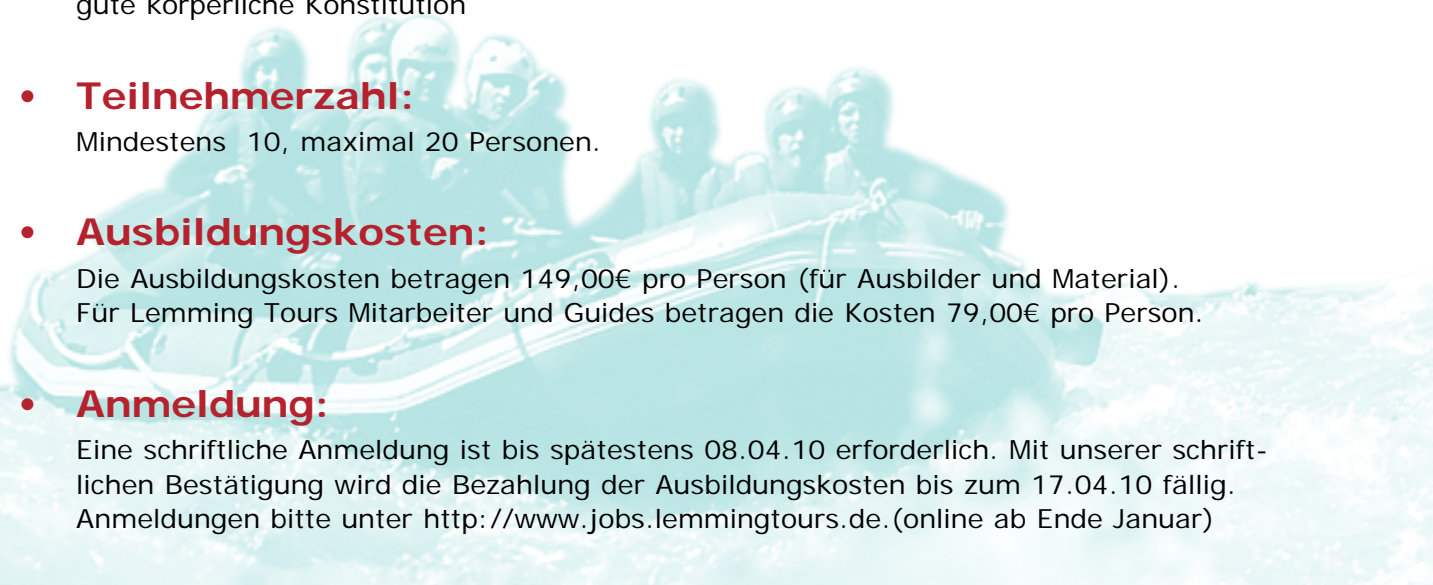 gute körperliche Konstitution
• Teilnehmerzahl:
Mindestens  10, maximal 20 Personen.
• Ausbildungskosten:
Die Ausbildungskosten betragen 149,00€ pro Person (für Ausbilder und Material).
Für Lemming Tours Mitarbeiter und Guides betragen die Kosten 79,00€ pro Person.
• Anmeldung:
Eine schriftliche Anmeldung ist bis spätestens 08.04.10 erforderlich. Mit unserer schrift-
lichen Bestätigung wird die Bezahlung der Ausbildungskosten bis zum 17.04.10 fällig.
Anmeldungen bitte unter http://www.jobs.lemmingtours.de.(online ab Ende Januar)